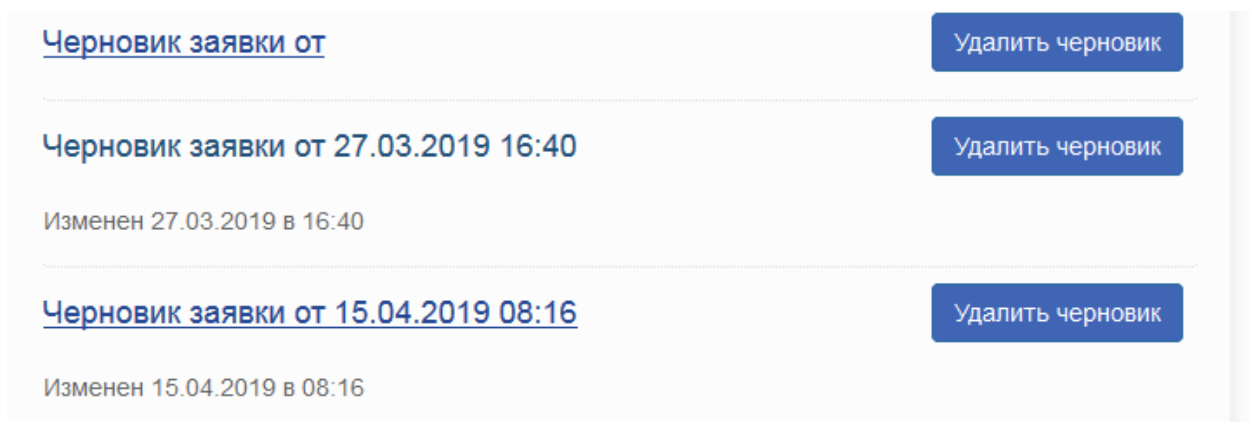 Черновик заявки от
Удалить черновик
Черновик заявки от 27.03.2019 16:40
Удалить черновик
Изменен 27.03.2019 в 16:40
Черновик заявки от 15.04.2019 08:16
Удалить черновик
Изменен 15.04.2019 в 08:16